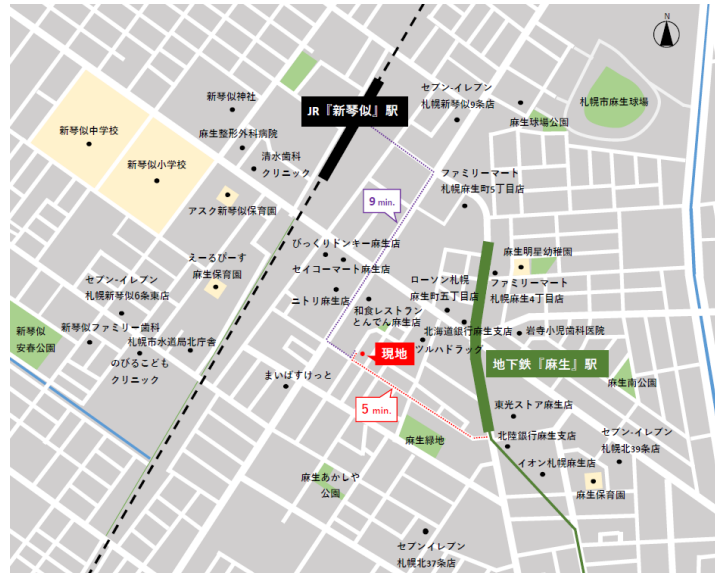 N
セブン-イレブン
札幌新琴似9条店
札幌市麻生球場
新琴似神社
JR『新琴似』駅
麻生球場公園
新琴似中学校
麻生整形外科病院
新琴似小学校
清水歯科
クリニック
ファミリーマート
札幌麻生町5丁目店
アスク新琴似保育園
9 min.
びっくりドンキー麻生店
麻生明星幼稚園
えーるぴーす
麻生保育園
セイコーマート麻生店
ローソン札幌
麻生町五丁目店
ファミリーマート
札幌麻生4丁目店
セブン-イレブン
札幌新琴似6条東店
ニトリ麻生店
和食レストラン
とんでん麻生店
新琴似
安春公園
新琴似ファミリー歯科
札幌市水道局北庁舎
北海道銀行麻生支店
岩寺小児歯科医院
ツルハドラッグ
現地
のびるこども
クリニック
地下鉄『麻生』駅
まいばすけっと
麻生南公園
5 min.
東光ストア麻生店
麻生緑地
北陸銀行麻生支店
セブン-イレブン
札幌北39条店
イオン札幌麻生店
麻生あかしや
公園
麻生保育園
セブンイレブン
札幌北37条店